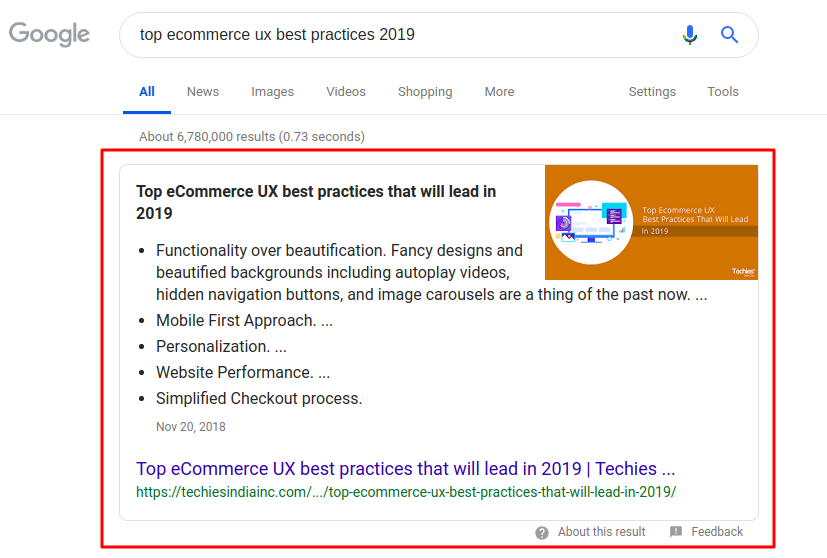 Google
top ecommerce ux best practices 2019
All News Images Videos Shopping More Settings Tools
About 6,780,000 results (0.73 seconds)
Top eCommerce UX best practices that will lead in
2019
Top Ecommerce UX
Best Practices That Will Lead
In 2019
Techies
• Functionality over beautification. Fancy designs and
beautified backgrounds including autoplay videos,
hidden navigation buttons, and image carousels are a thing of the past now. ...
• Mobile First Approach. ...
• Personalization. ...
• Website Performance. ...
• Simplified Checkout process.
Nov 20, 2018
Top eCommerce UX best practices that will lead in 2019 | Techies ...
https://techiesindiainc.com/.../top-ecommerce-ux-best-practices-that-will-lead-in-2019/
About this result Feedback